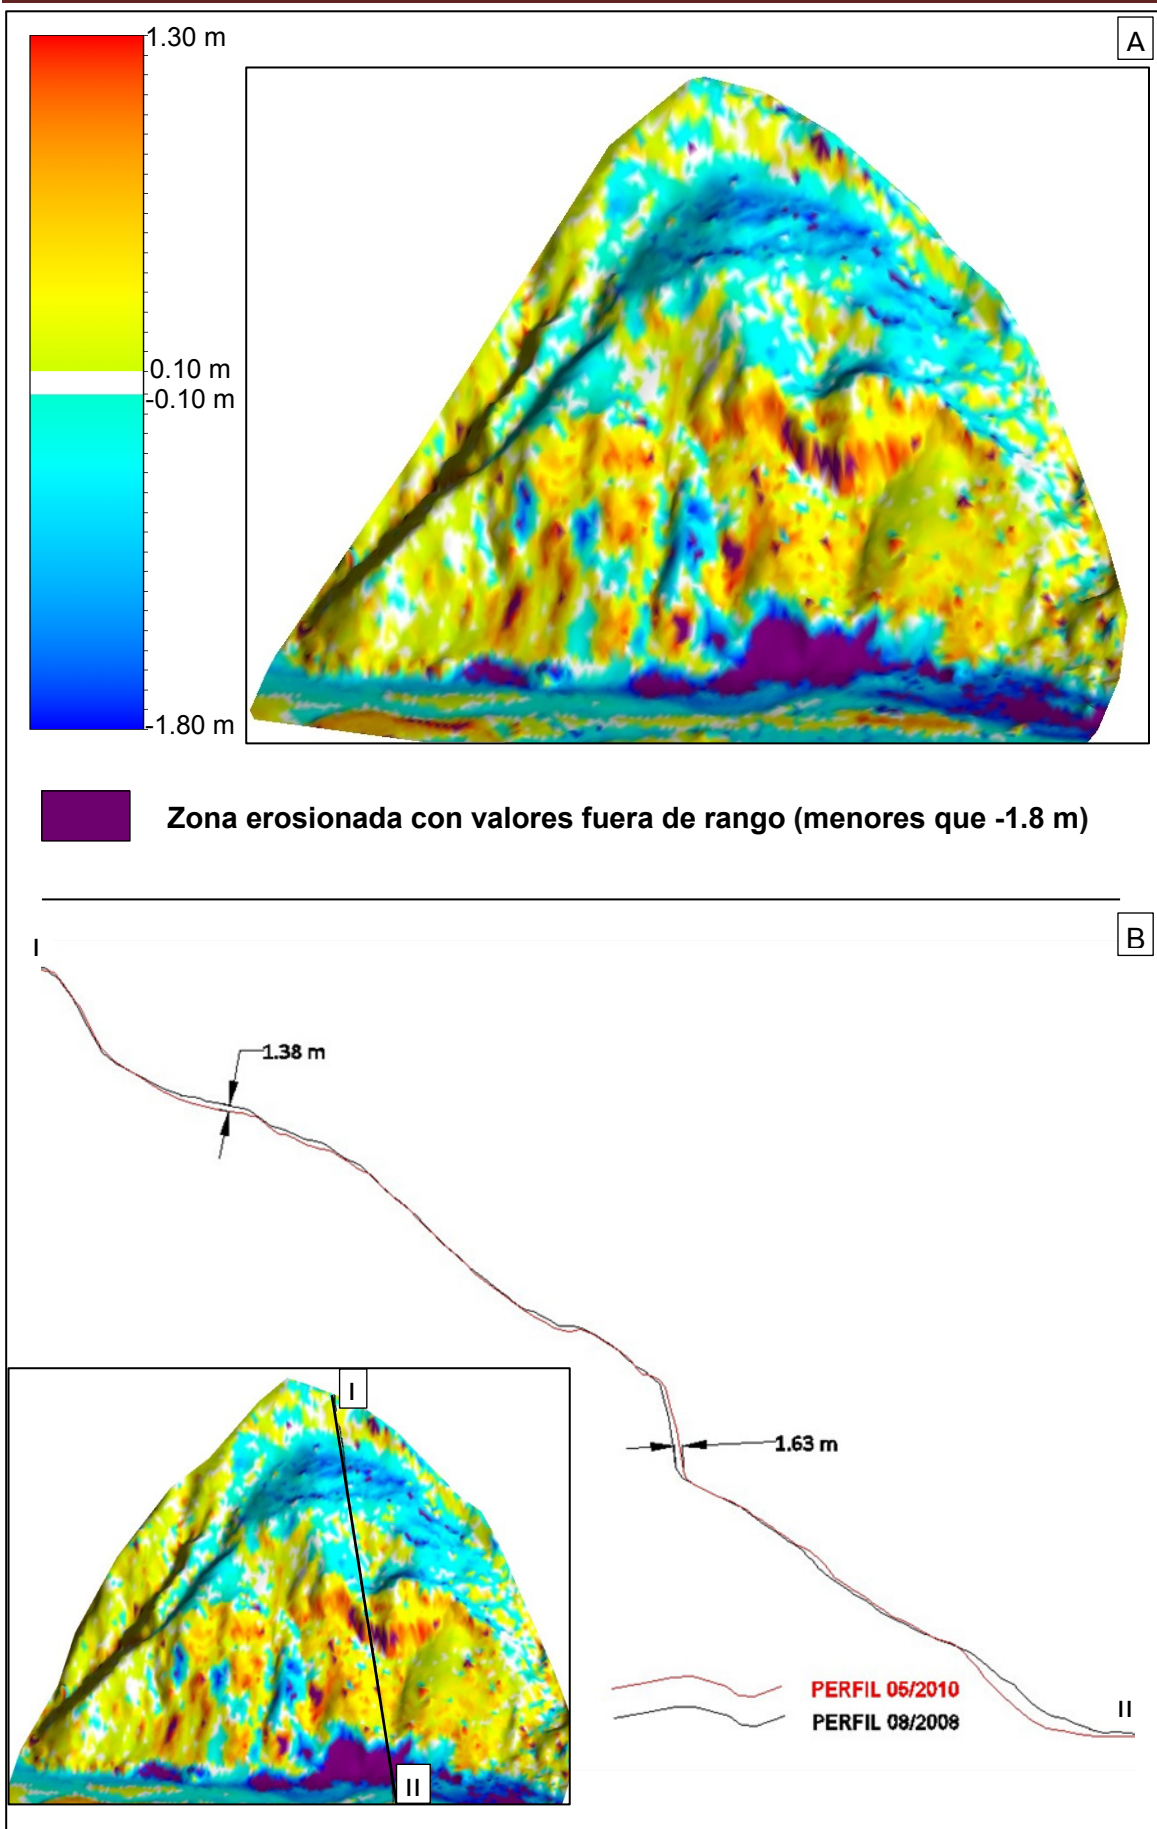 A
1.30 m
0.10 m
-0.10 m
-1.80 m
Zona erosionada con valores fuera de rango (menores que -1.8 m)
B
I
1.38 m
I
1.63 m
PERFIL 05/2010
PERFIL 08/2008
II
II